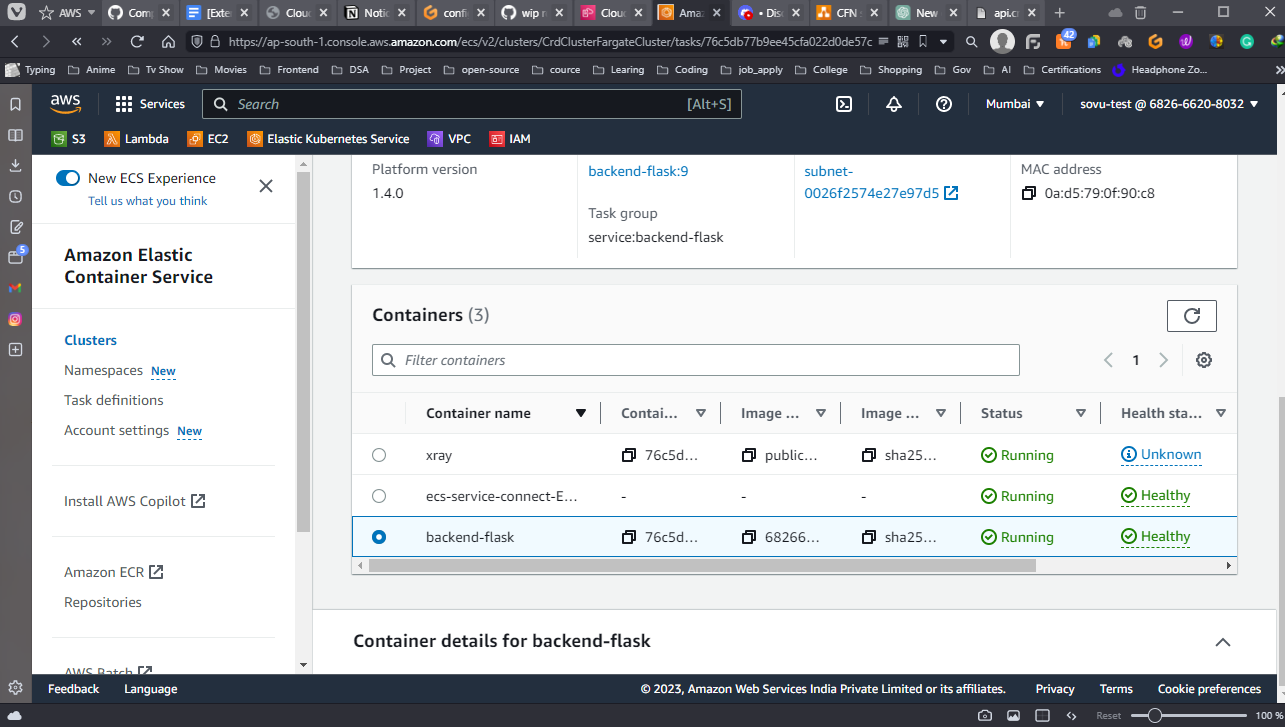 AWS
Comp
[Exter
Clou
Notic
confi
wip r
Clou
Ama
Disc
CFN
New
api.cr
https://ap-south-1.console.aws.amazon.com/ecs/v2/clusters/CrdClusterFargateCluster/tasks/76c5db77b9ee45cfa022d0de57c
42
Typing Anime Tv Show Movies Frontend DSA Project open-source cource Learing Coding job_apply College Shopping Gov AI Certifications Headphone Zo...
aws Services Search [Alt+S] Mumbai sovu-test @ 6826-6620-8032
S3 Lambda EC2 Elastic Kubernetes Service VPC IAM
5
New ECS Experience
Tell us what you think
Amazon Elastic
Container Service
Clusters
Namespaces New
Task definitions
Account settings New
Install AWS Copilot
Amazon ECR
Repositories
AWS Batch
Platform version
1.4.0
backend-flask:9
Task group
service:backend-flask
subnet-
0026f2574e27e97d5
MAC address
0a:d5:79:0f:90:c8
Containers (3)
Filter containers
1
Container name Contai... Image ... Image ... Status Health sta...
xray 76c5d... public... sha25... Running Unknown
ecs-service-connect-E... - - - Running Healthy
backend-flask 76c5d... 68266... sha25... Running Healthy
Container details for backend-flask
Feedback Language © 2023, Amazon Web Services India Private Limited or its affiliates. Privacy Terms Cookie preferences
Reset 100 %